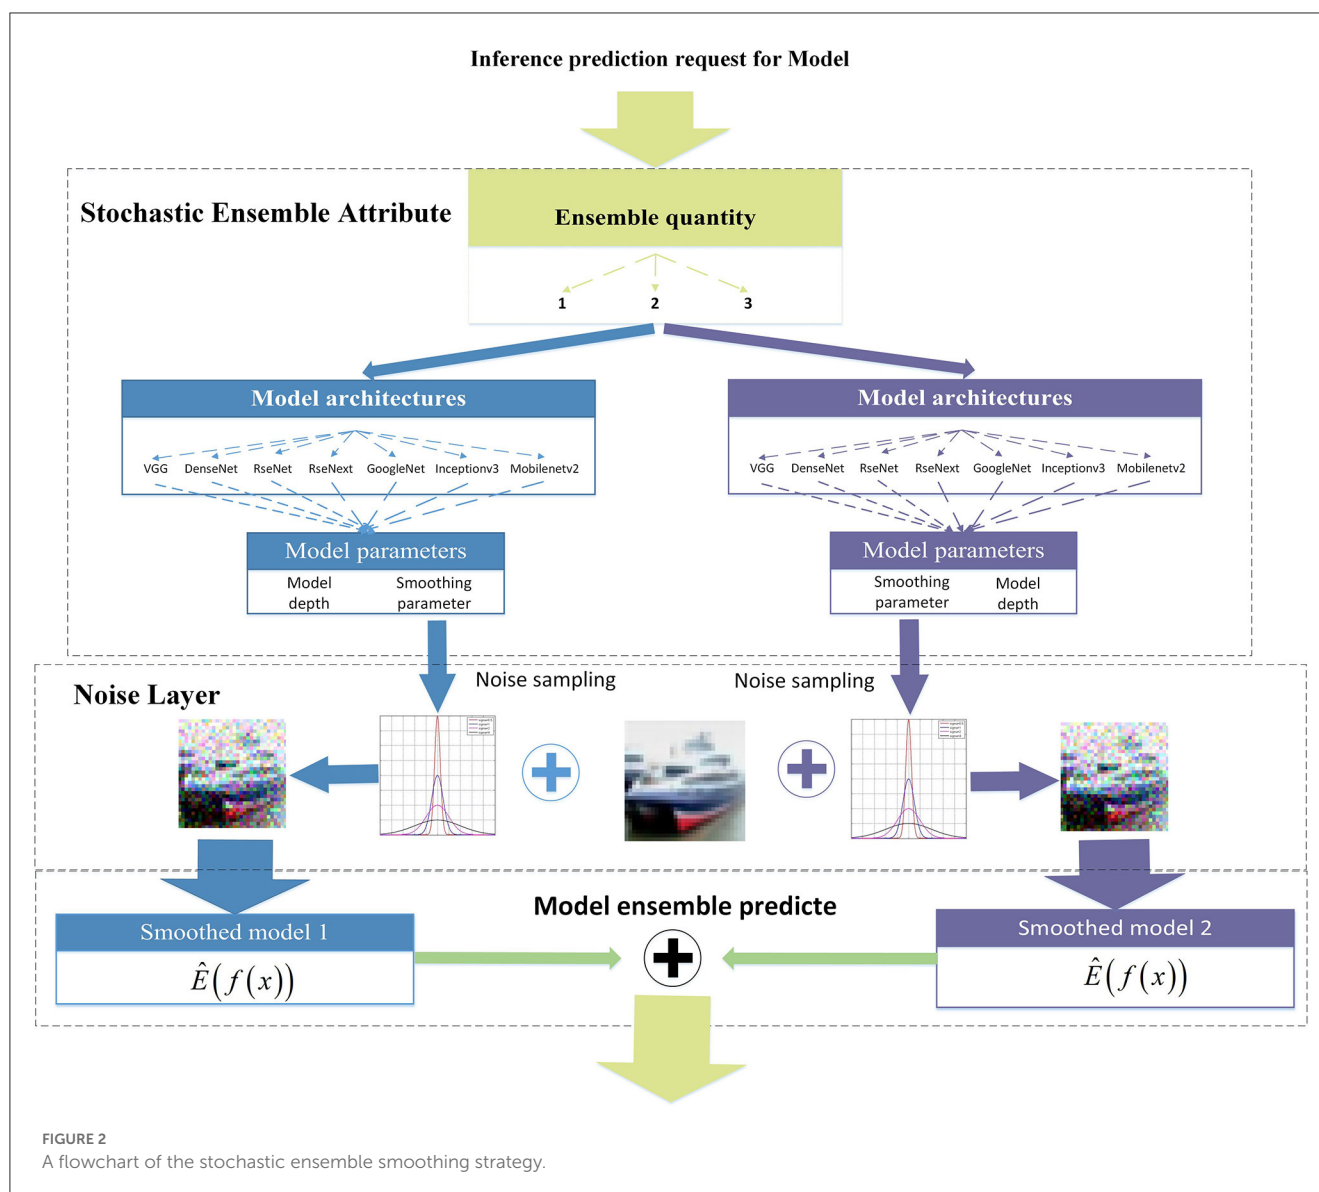 Inference prediction request for Model
Stochastic Ensemble Attribute
Ensemble quantity
1 2 3
Model architectures
VGG DenseNet RseNet RseNext GoogleNet Inceptionv3 Mobilenetv2
Model parameters
Model depth
Smoothing parameter
Model architectures
VGG DenseNet RseNet RseNext GoogleNet Inceptionv3 Mobilenetv2
Model parameters
Smoothing parameter
Model depth
Noise Layer
Noise sampling
Noise sampling
Model ensemble predicte
Smoothed model 1
Ê(f(x))
Smoothed model 2
Ê(f(x))
FIGURE 2
A flowchart of the stochastic ensemble smoothing strategy.